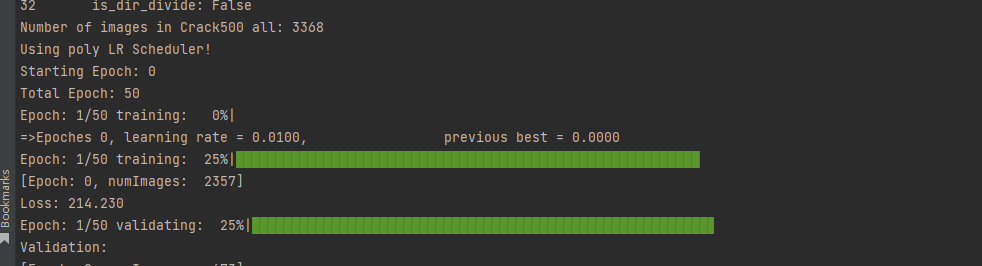 32       is_dir_divide: False
Number of images in Crack500 all: 3368
Using poly LR Scheduler!
Starting Epoch: 0
Total Epoch: 50
Epoch: 1/50 training:   0%|
=>Epoches 0, learning rate = 0.0100,                 previous best = 0.0000
Epoch: 1/50 training:  25%|
[Epoch: 0, numImages:  2357]
Loss: 214.230
Epoch: 1/50 validating:  25%|
Validation:
Bookmarks